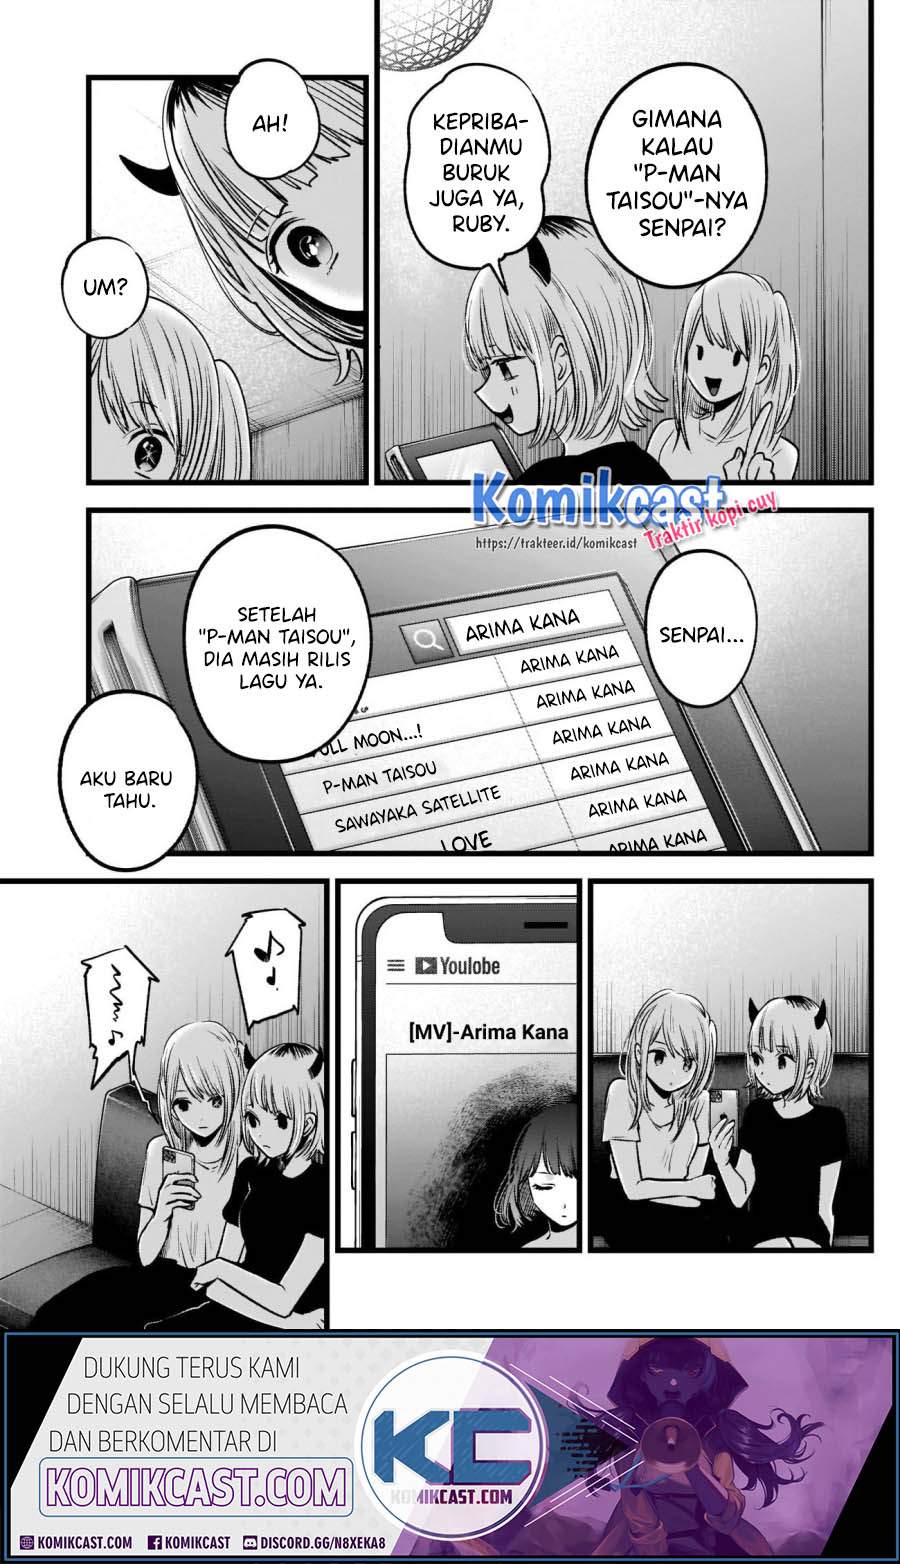 GIMANA
KALAU
"P-MAN
TAISOU"-NYA
SENPAI?
KEPRIBA-
DIANMU
BURUK
JUGA YA,
RUBY.
AH!
UM?
Komikcast
https://trakteer.id/komikcast
Traktir kopi cuy
SENPAI...
SETELAH
"P-MAN TAISOU",
DIA MASIH RILIS
LAGU YA.
AKU BARU
TAHU.
ARIMA KANA
ARIMA KANA
ULL MOON...! ARIMA KANA
P-MAN TAISOU ARIMA KANA
SAWAYAKA SATELLITE ARIMA KANA
LOVE ARIMA KANA
ARIMA KANA
Youlobe
[MV]-Arima Kana
DUKUNG TERUS KAMI
DENGAN SELALU MEMBACA
DAN BERKOMENTAR DI
KOMIKCAST.COM
KOMIKCAST.COM
KOMIKCAST
DISCORD.GG/N8XEKA8
KC
KOMIKCAST.COM